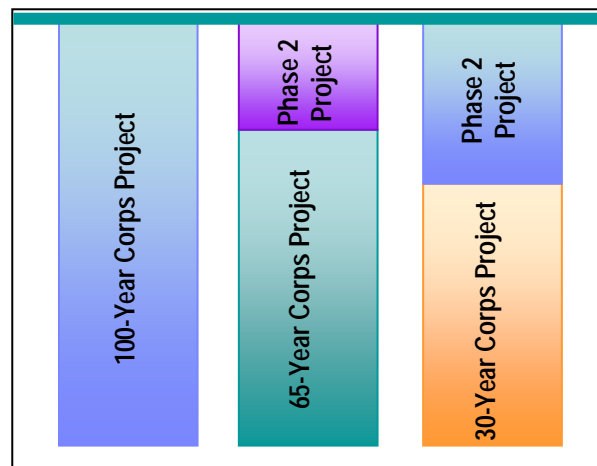 100-Year Corps Project
Phase 2
Project
65-Year Corps Project
Phase 2
Project
30-Year Corps Project